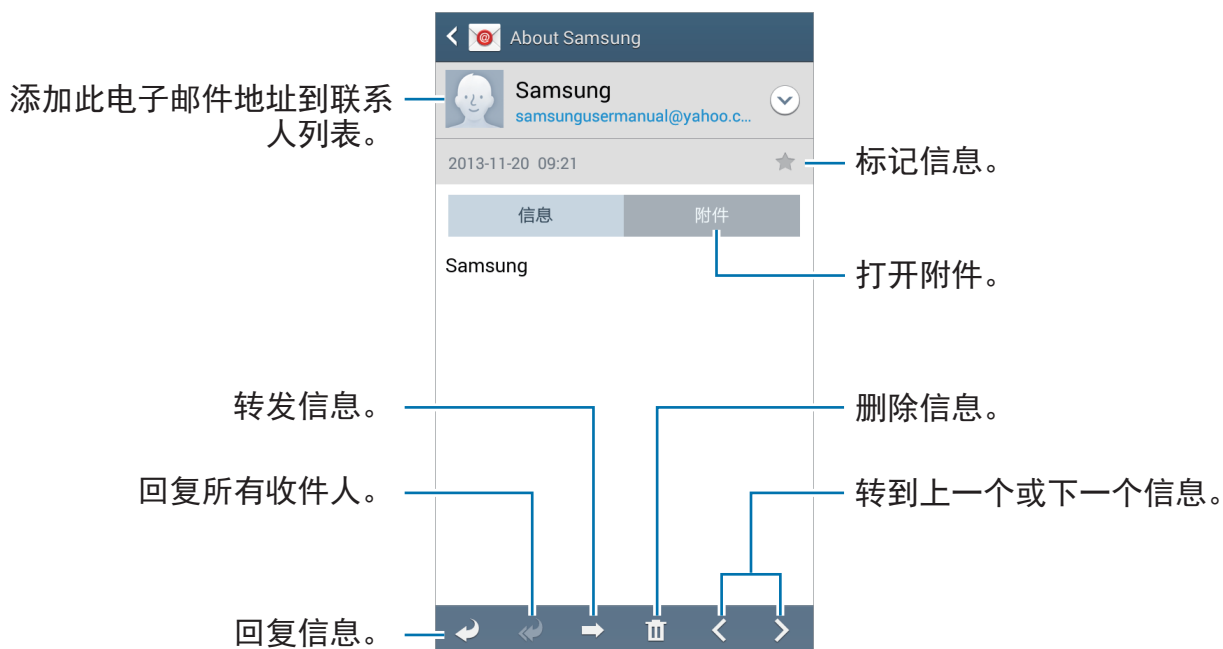 About Samsung
添加此电子邮件地址到联系
人列表。
Samsung
samsungusermanual@yahoo.c...
2013-11-20 09:21
标记信息。
信息
附件
Samsung
打开附件。
转发信息。
删除信息。
回复所有收件人。
转到上一个或下一个信息。
回复信息。